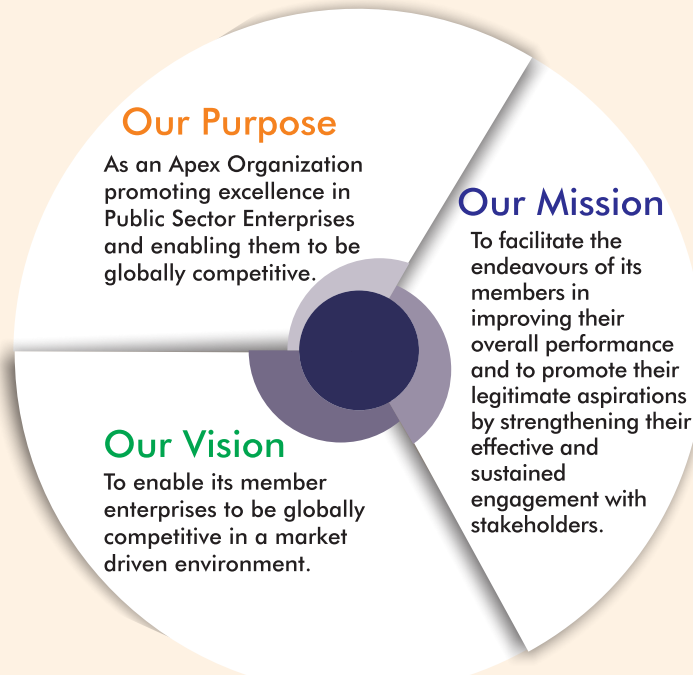 Our Purpose
As an Apex Organization
promoting excellence in
Public Sector Enterprises
and enabling them to be
globally competitive.
Our Mission
To facilitate the
endeavours of its
members in
improving their
overall performance
and to promote their
legitimate aspirations
by strengthening their
effective and
sustained
engagement with
stakeholders.
Our Vision
To enable its member
enterprises to be globally
competitive in a market
driven environment.